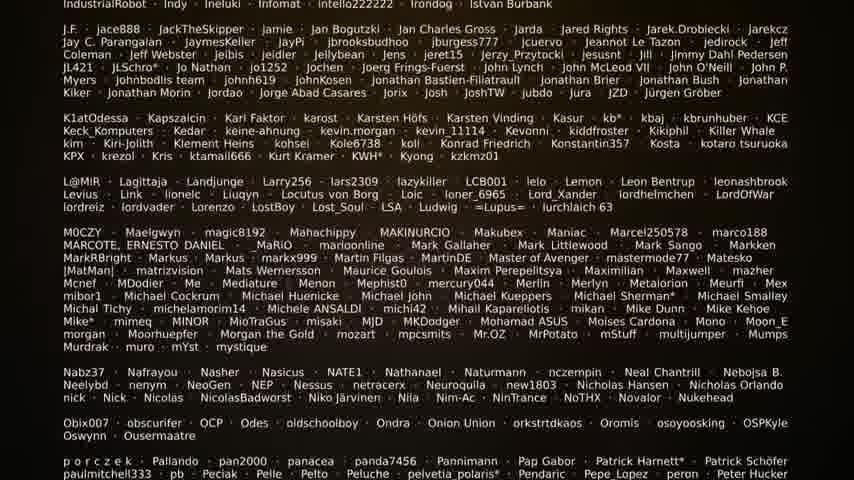 IndustrialRobot · Indy · Ineluki · Infomat · intello222222 · Irondog · Istvan Burbank
J.F. · jace888 · JackTheSkipper · Jamie · Jan Bogutzki · Jan Charles Gross · Jarda · Jared Rights · Jarek.Drobiecki · Jarekcz
Jay C. Parangalan · JaymesKeller · JayPi · jbrooksbudhoo · jburgess777 · jcuervo · Jeannot Le Tazon · jedirock · Jeff
Coleman · Jeff Webster · Jeibis · jeidler · Jellybean · Jens · jeret15 · Jerzy_Przytocki · jesusnt · Jill · Jimmy Dahl Pedersen
JL421 · JLSchro* · Jo Nathan · jo1252 · Jochen · Joerg Frings-Fuerst · John Lynch · John McLeod VII · John O'Neill · John P.
Myers · Johnbodlis team · johnh619 · JohnKosen · Jonathan Bastien-Filiatrault · Jonathan Brier · Jonathan Bush · Jonathan
Kiker · Jonathan Morin · Jordao · Jorge Abad Casares · Jorix · Josh · JoshTW · jubdo · Jura · JZD · Jürgen Gröber
K1atOdessa · Kapszaicin · Karl Faktor · karost · Karsten Höfs · Karsten Vinding · Kasur · kb* · kbaj · kbrunhuber · KCE
Keck_Komputers · Kedar · keine-ahnung · kevin.morgan · kevin_11114 · Kevonni · kiddfroster · Kikiphil · Killer Whale
kim · Kiri-Jolith · Klement Heins · kohsei · Kole6738 · koll · Konrad Friedrich · Konstantin357 · Kosta · kotaro tsuruoka
KPX · krezol · Kris · ktamail666 · Kurt Kramer · KWH* · Kyong · kzkmz01
L@MiR · Lagittaja · Landjunge · Larry256 · lars2309 · lazykiller · LCB001 · lelo · Lemon · Leon Bentrup · leonashbrook
Levius · Link · lionelc · Liuqyn · Locutus von Borg · Loic · loner_6965 · Lord_Xander · lordhelmchen · LordOfWar
lordreiz · lordvader · Lorenzo · LostBoy · Lost_Soul · LSA · Ludwig · =Lupus= · lurchlaich 63
M0CZY · Maelgwyn · magic8192 · Mahachippy · MAKINURCIO · Makubex · Maniac · Marcel250578 · marco188
MARCOTE, ERNESTO DANIEL · _MaRiO · marioonline · Mark Gallaher · Mark Littlewood · Mark Sango · Markken
MarkRBright · Markus · Markus · markx999 · Martin Filgas · MartinDE · Master of Avenger · mastermode77 · Matesko
|MatMan| · matrizvision · Mats Wernersson · Maurice Goulois · Maxim Perepelitsya · Maximilian · Maxwell · mazher
Mcnef · MDodier · Me · Mediature · Menon · Mephist0 · mercury044 · Merlin · Merlyn · Metalorion · Meurfi · Mex
mibor1 · Michael Cockrum · Michael Huenicke · Michael John · Michael Kueppers · Michael Sherman* · Michael Smalley
Michal Tichy · michelamorim14 · Michele ANSALDI · michi42 · Mihail Kapareliotis · mikan · Mike Dunn · Mike Kehoe
Mike* · mimeq · MINOR · MioTraGus · misaki · MJD · MKDodger · Mohamad ASUS · Moises Cardona · Mono · Moon_E
morgan · Moorhuepfer · Morgan the Gold · mozart · mpcsmits · Mr.OZ · MrPotato · mStuff · multijumper · Mumps
Murdrak · muro · mYst · mystique
Nabz37 · Nafrayou · Nasher · Nasicus · NATE1 · Nathanael · Naturmann · nczempin · Neal Chantrill · Nebojsa B.
Neelybd · nenym · NeoGen · NEP · Nessus · netracerx · Neuroquila · new1803 · Nicholas Hansen · Nicholas Orlando
nick · Nick · Nicolas · NicolasBadworst · Niko Järvinen · Nila · Nim-Ac · NinTrance · NoTHX · Novalor · Nukehead
Obix007 · obscurifer · OCP · Odes · oldschoolboy · Ondra · Onion Union · orkstrtdkaos · Oromis · osoyoosking · OSPKyle
Oswynn · Ousermaatre
p o r c z e k · Pallando · pan2000 · panacea · panda7456 · Pannimann · Pap Gabor · Patrick Harnett* · Patrick Schöfer
paulmitchell333 · pb · Peciak · Pelle · Pelto · Peluche · pelvetia_polaris* · Pendaric · Pepe_Lopez · peron · Peter Hucker